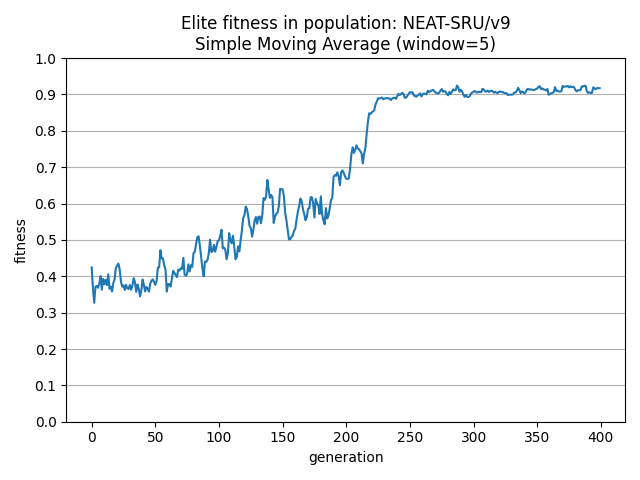 Elite fitness in population: NEAT-SRU/v9
Simple Moving Average (window=5)
1.0
0.9
0.8
0.7
0.6
0.5
0.4
0.3
0.2
0.1
0.0
fitness
0 50 100 150 200 250 300 350 400
generation